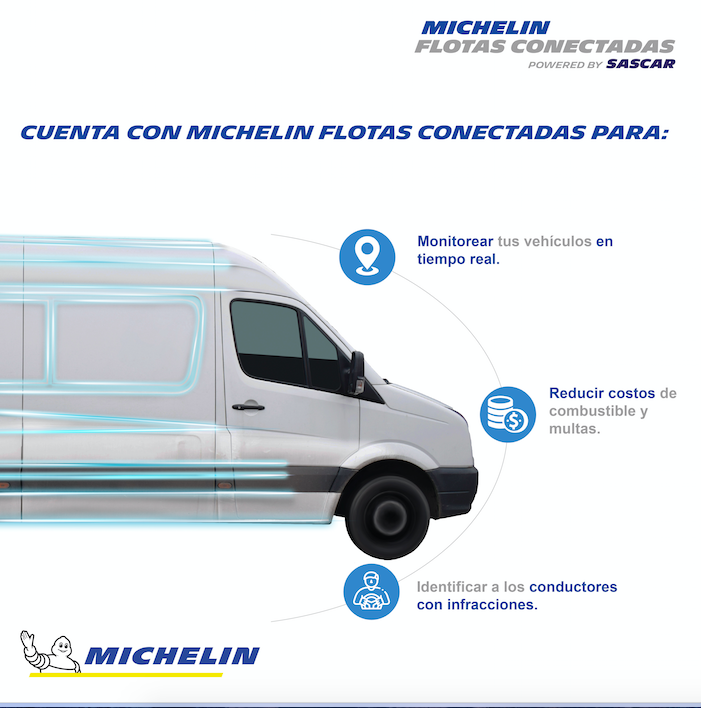 MICHELIN
FLOTAS CONECTADAS
POWERED BY SASCAR
CUENTA CON MICHELIN FLOTAS CONECTADAS PARA:
Monitorear tus vehículos en
tiempo real.
Reducir costos de
combustible y
multas.
$
Identificar a los conductores
con infracciones.
MICHELIN